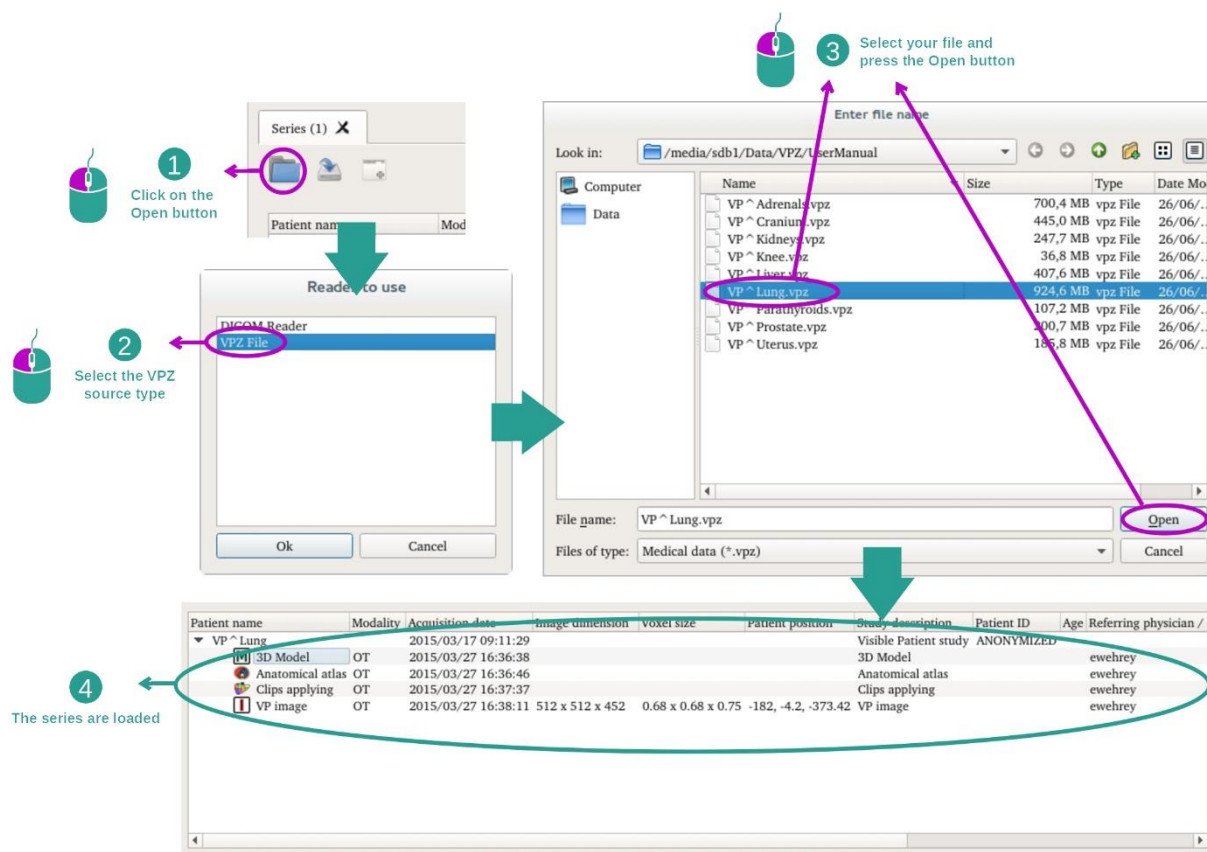 3
Select your file and
press the Open button
Series (1)
1
Click on the
Open button
Patient name
Mod
Reader to use
DICOM Reader
VPZ File
2
Select the VPZ
source type
Ok
Cancel
Enter file name
Look in:
/media/sdb1/Data/VPZ/UserManual
Computer
Data
Name Size Type Date Mo
VP^Adrenals.vpz 700,4 MB vpz File 26/06/..
VP^Cranium.vpz 445,0 MB vpz File 26/06/..
VP^Kidneys.vpz 247,7 MB vpz File 26/06/..
VP^Knee.vpz 36,8 MB vpz File 26/06/..
VP^Liver.vpz 407,6 MB vpz File 26/06/..
VP^Lung.vpz 924,6 MB vpz File 26/06/..
VP^Parathyroids.vpz 107,2 MB vpz File 26/06/..
VP^Prostate.vpz 200,7 MB vpz File 26/06/..
VP^Uterus.vpz 185,8 MB vpz File 26/06/..
File name: VP^Lung.vpz Open
Files of type: Medical data (*.vpz) Cancel
Patient name Modality Acquisition date Image dimension Voxel size Patient position Study description Patient ID Age Referring physician /
VP^Lung 2015/03/17 09:11:29 Visible Patient study ANONYMIZED
M 3D Model OT 2015/03/27 16:36:38 3D Model ewehrey
Anatomical atlas OT 2015/03/27 16:36:46 Anatomical atlas ewehrey
Clips applying OT 2015/03/27 16:37:37 Clips applying ewehrey
I VP image OT 2015/03/27 16:38:11 512 x 512 x 452 0.68 x 0.68 x 0.75 -182, -4.2, -373.42 VP image ewehrey
4
The series are loaded